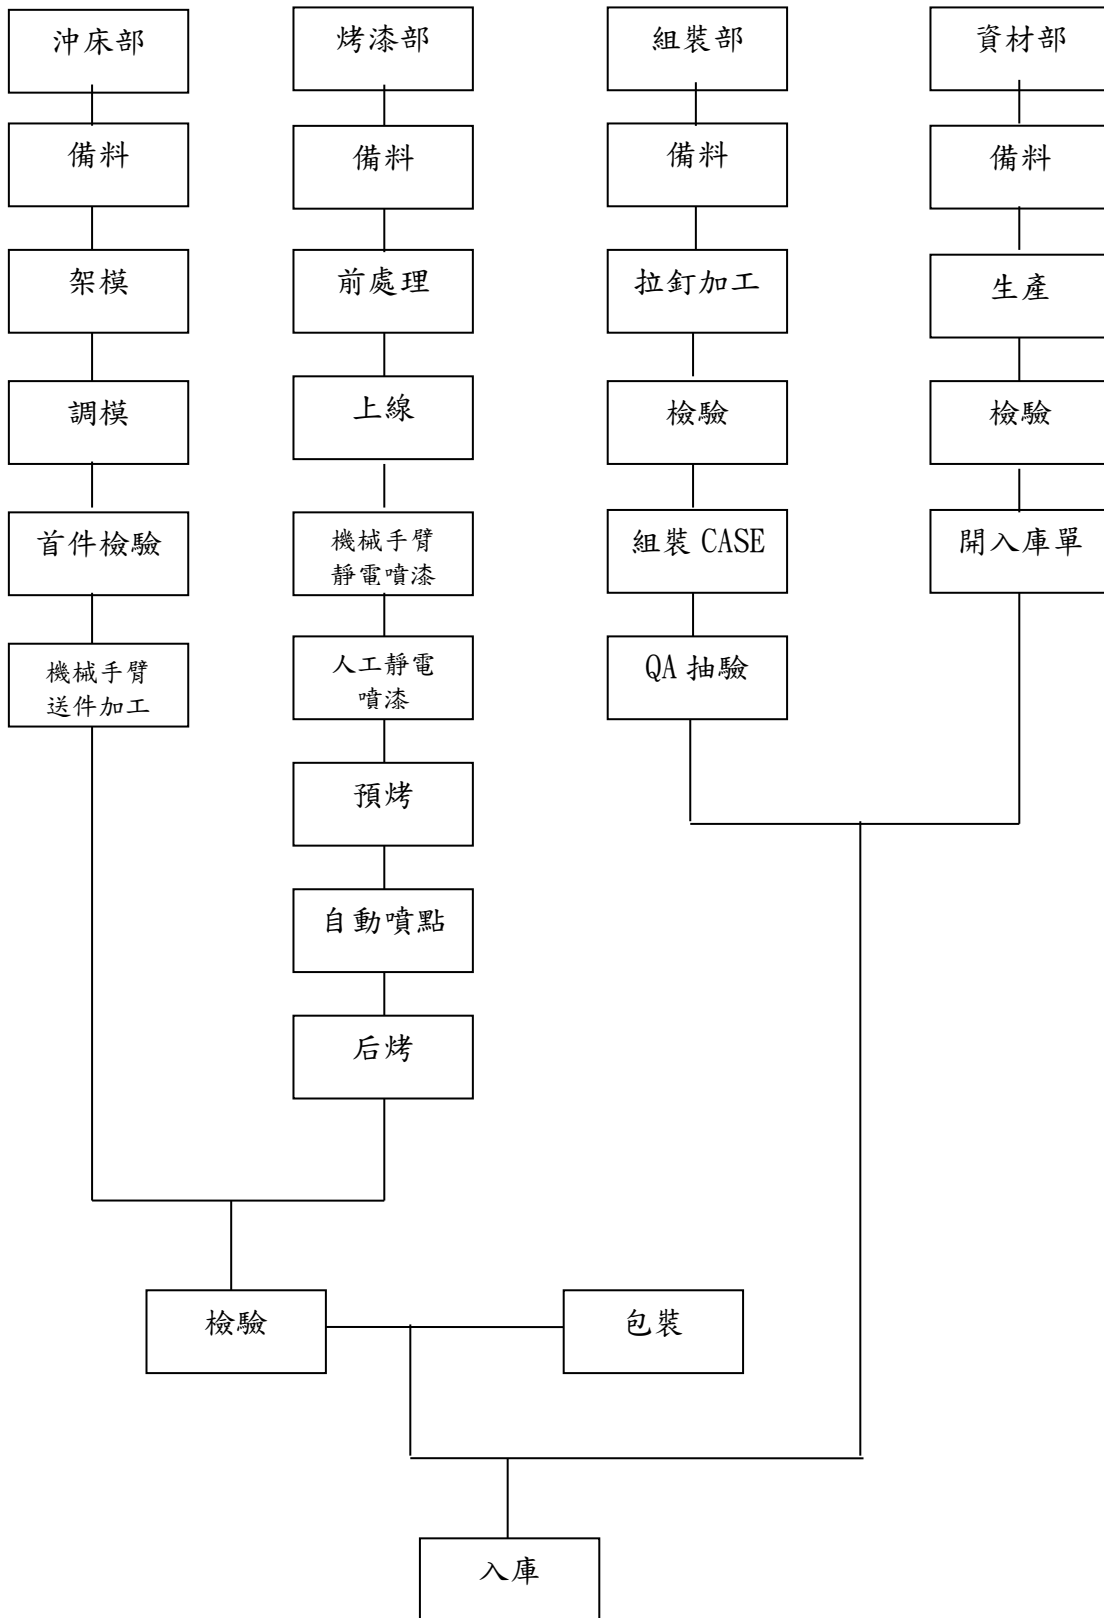 沖床部
烤漆部
組裝部
資材部
備料
備料
備料
備料
架模
前處理
拉釘加工
生產
調模
上線
檢驗
檢驗
首件檢驗
機械手臂
靜電噴漆
組裝 CASE
開入庫單
機械手臂
送件加工
人工靜電
噴漆
QA 抽驗
預烤
自動噴點
后烤
檢驗
包裝
入庫